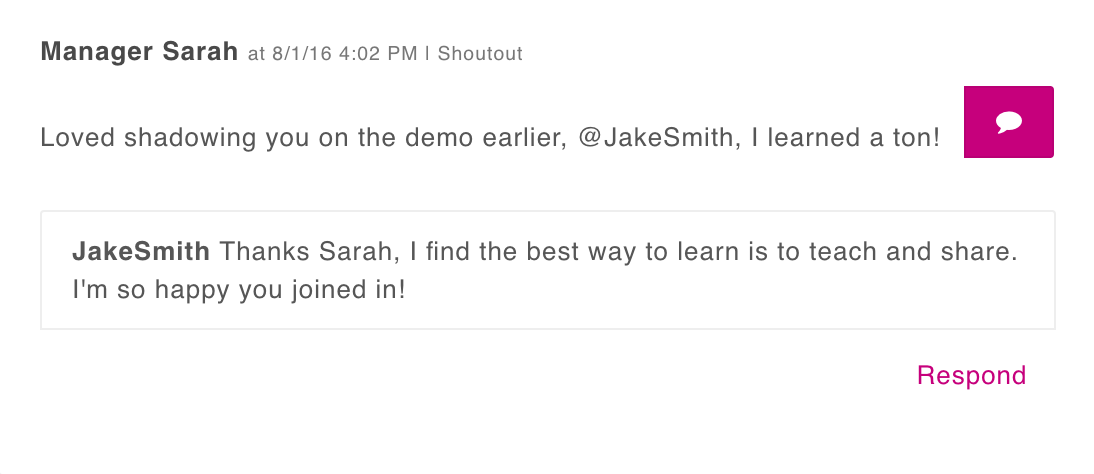 Manager Sarah at 8/1/16 4:02 PM | Shoutout
Loved shadowing you on the demo earlier, @JakeSmith, I learned a ton!
JakeSmith Thanks Sarah, I find the best way to learn is to teach and share.
I'm so happy you joined in!
Respond